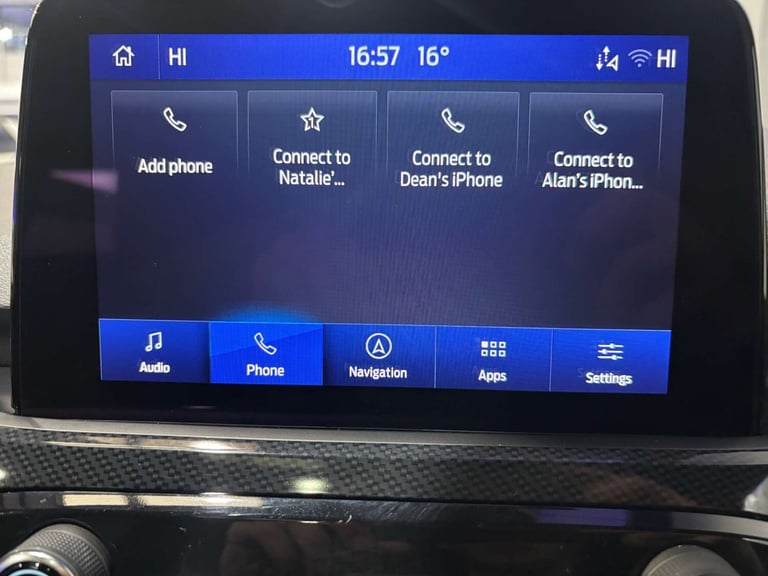 HI 16:57 16° HI
Add phone
Connect to
Natalie'...
Connect to
Dean's iPhone
Connect to
Alan's iPhon...
Audio
Phone
Navigation
Apps
Settings